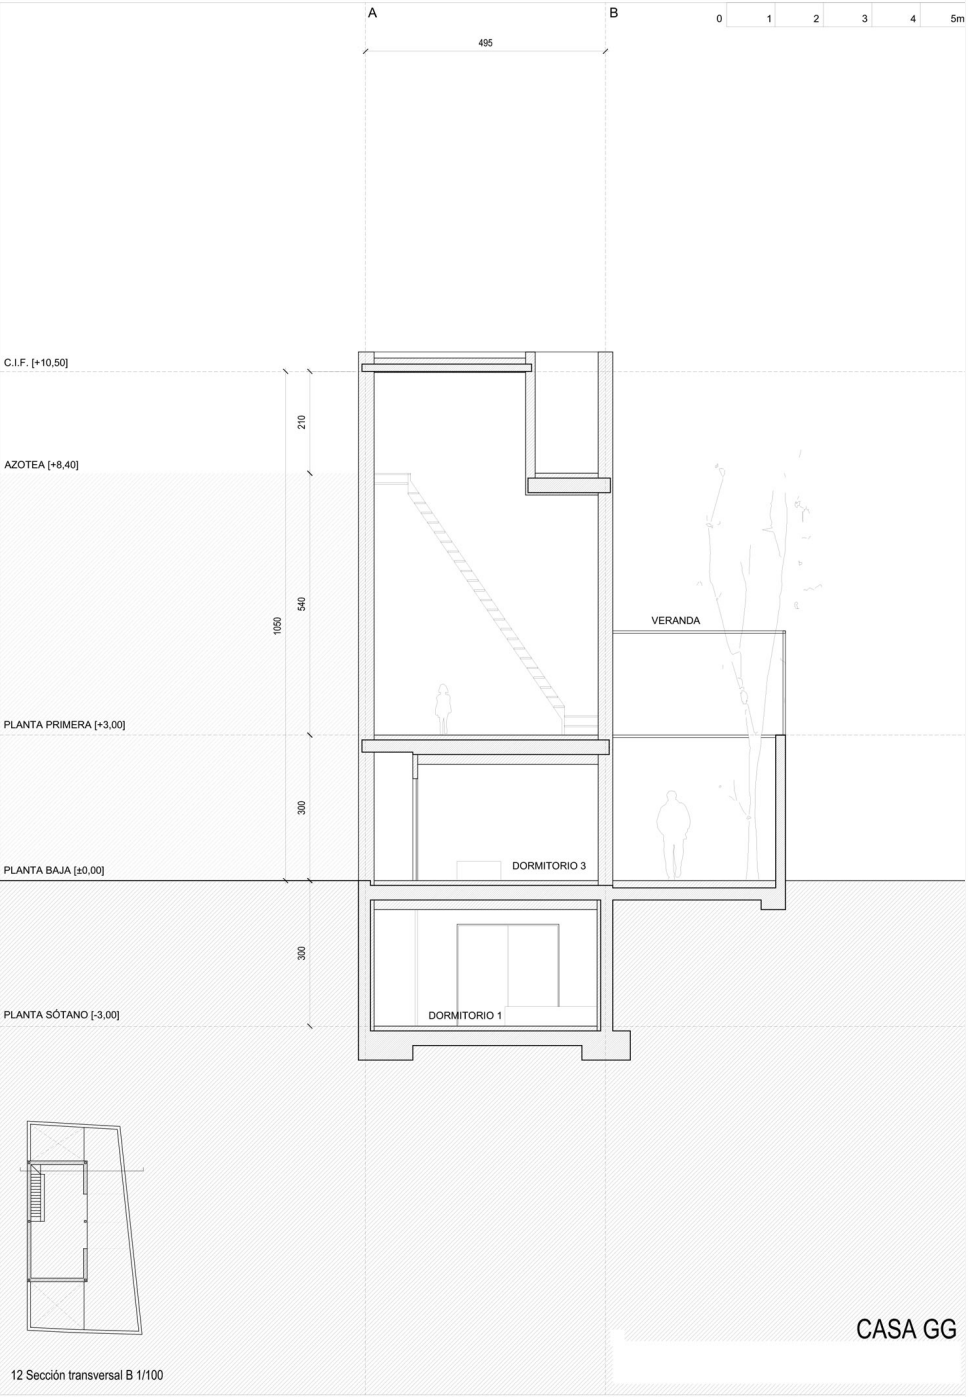 A
B
0 1 2 3 4 5m
495
C.I.F. [+10,50]
210
AZOTEA [+8,40]
540
1050
VERANDA
PLANTA PRIMERA [+3,00]
300
DORMITORIO 3
PLANTA BAJA [±0,00]
300
DORMITORIO 1
PLANTA SÓTANO [-3,00]
CASA GG
12 Sección transversal B 1/100